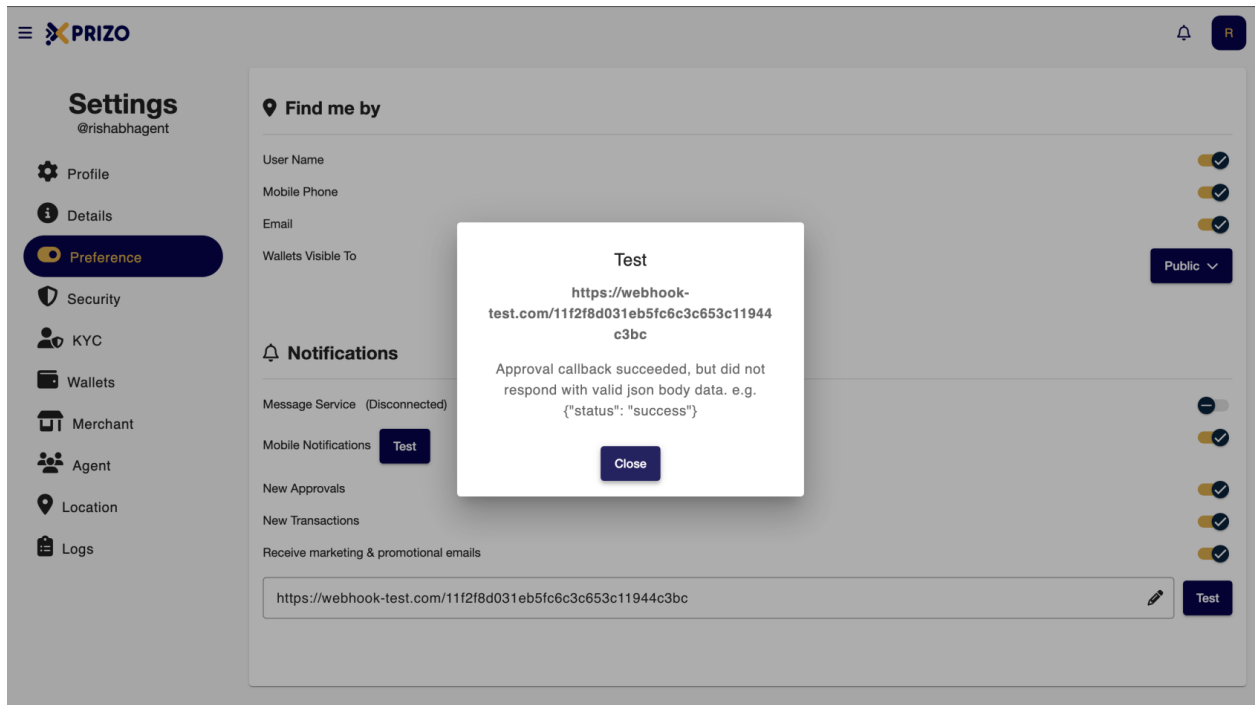 PRIZO
R
Settings
@rishabhagent
Profile
Details
Preference
Security
KYC
Wallets
Merchant
Agent
Location
Logs
Find me by
User Name
Mobile Phone
Email
Wallets Visible To
Public
Notifications
Message Service (Disconnected)
Mobile Notifications Test
New Approvals
New Transactions
Receive marketing & promotional emails
https://webhook-test.com/11f2f8d031eb5fc6c3c653c11944c3bc
Test
Test
https://webhook-
test.com/11f2f8d031eb5fc6c3c653c11944
c3bc
Approval callback succeeded, but did not
respond with valid json body data. e.g.
{"status": "success"}
Close